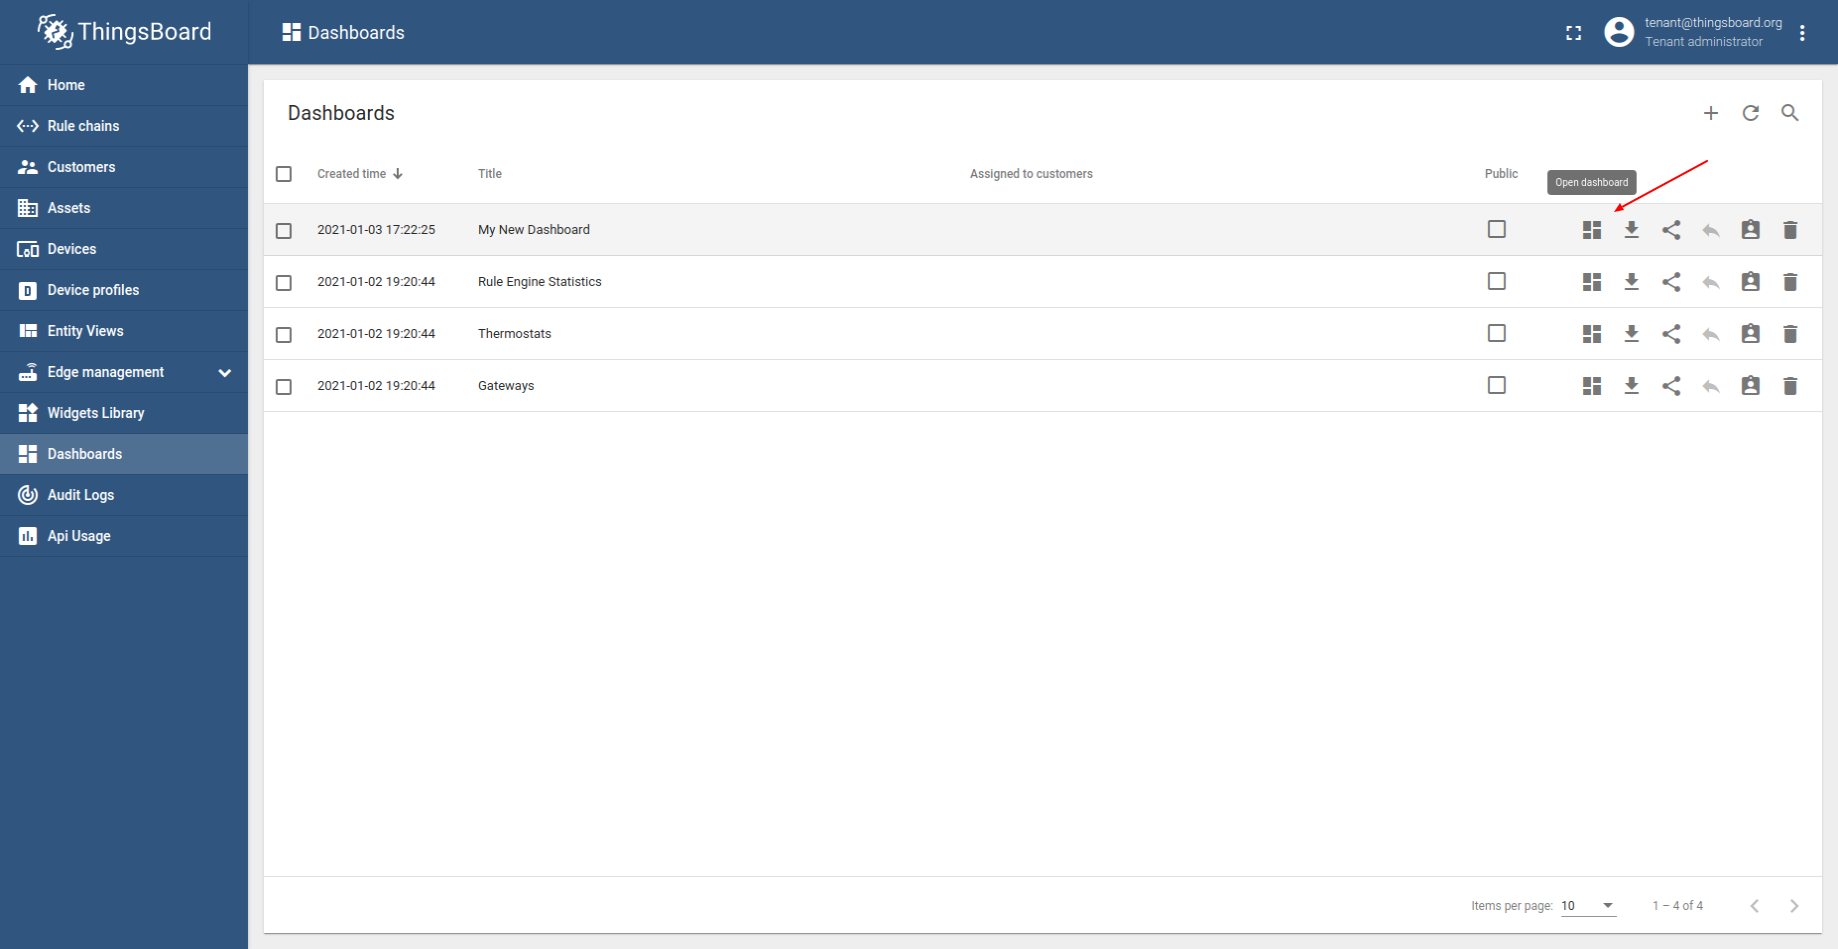 ThingsBoard
Dashboards
tenant@thingsboard.org
Tenant administrator
Home
Rule chains
Customers
Assets
Devices
Device profiles
Entity Views
Edge management
Widgets Library
Dashboards
Audit Logs
Api Usage
Dashboards
Created time Title Assigned to customers Public
Open dashboard
2021-01-03 17:22:25 My New Dashboard
2021-01-02 19:20:44 Rule Engine Statistics
2021-01-02 19:20:44 Thermostats
2021-01-02 19:20:44 Gateways
Items per page: 10 1 – 4 of 4